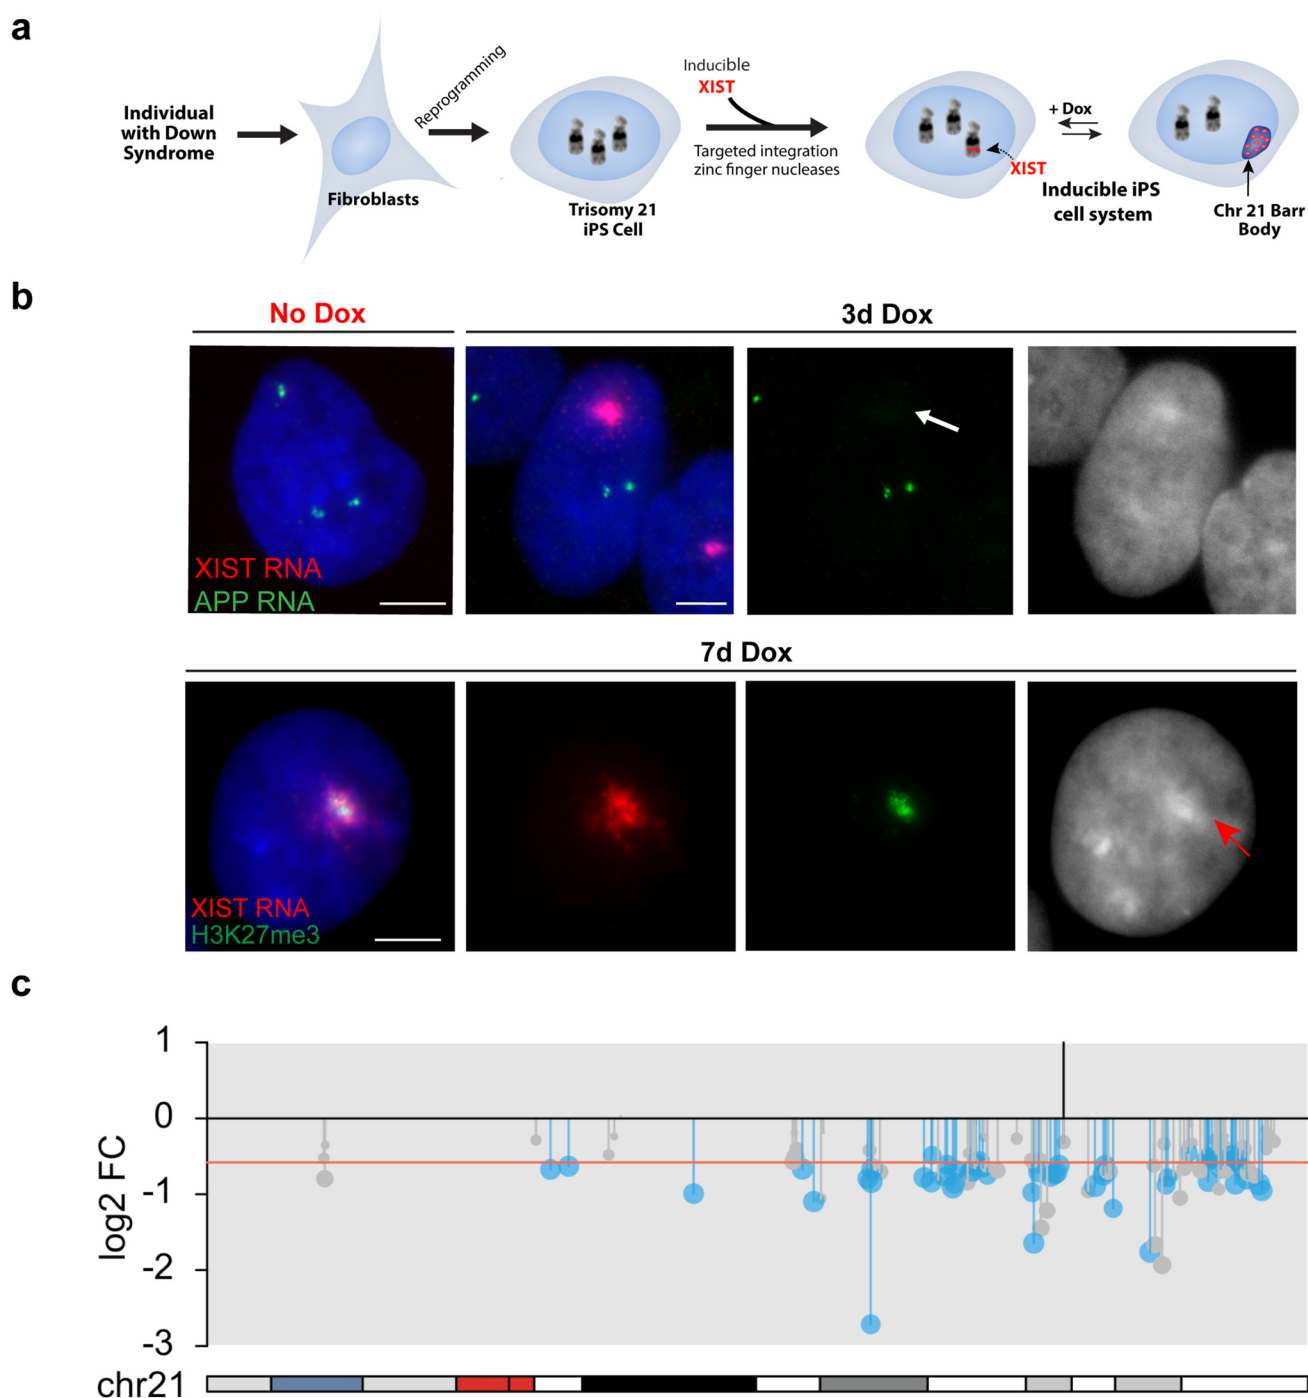 a
Individual
with Down
Syndrome
Fibroblasts
Reprogramming
Trisomy 21
iPS Cell
Inducible
XIST
Targeted integration
zinc finger nucleases
XIST
+ Dox
Inducible iPS
cell system
Chr 21 Barr
Body
b
No Dox
3d Dox
XIST RNA
APP RNA
7d Dox
XIST RNA
H3K27me3
c
log2 FC
1
0
-1
-2
-3
chr21